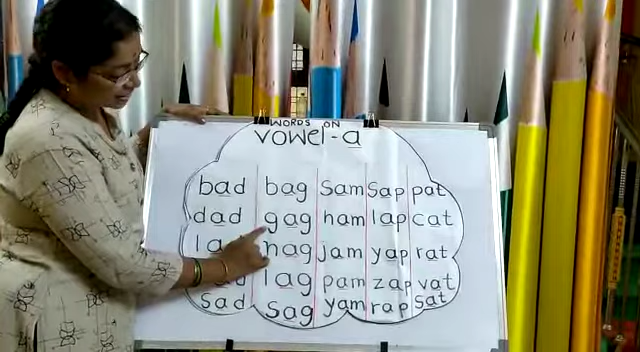 WORDS ON
VOWEL-a
bad bag Sam Sap pat
dad gag ham lap cat
nag jam yap rat
lag pam zap vat
Sad Sag yam rap Sat